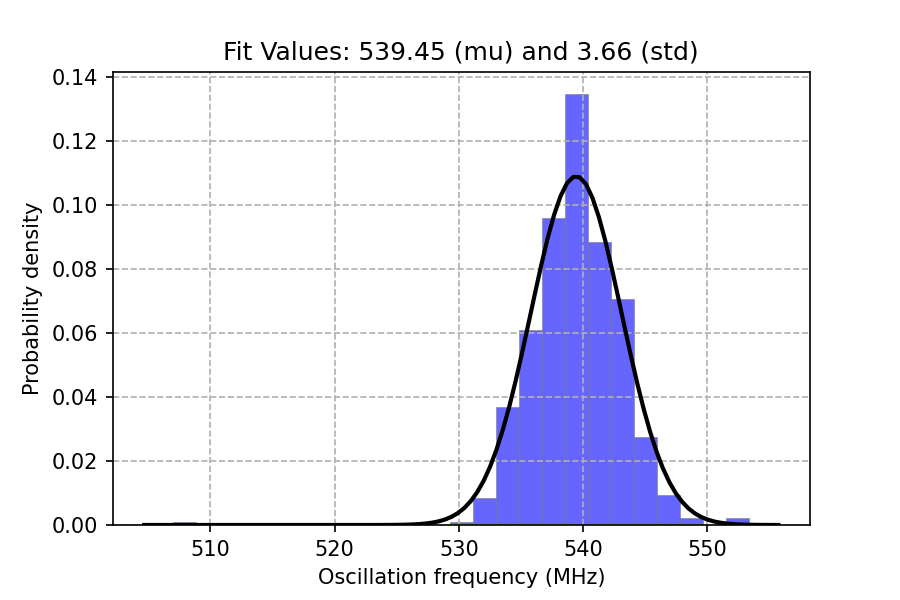 Fit Values: 539.45 (mu) and 3.66 (std)
Probability density
0.14
0.12
0.10
0.08
0.06
0.04
0.02
0.00
510 520 530 540 550
Oscillation frequency (MHz)